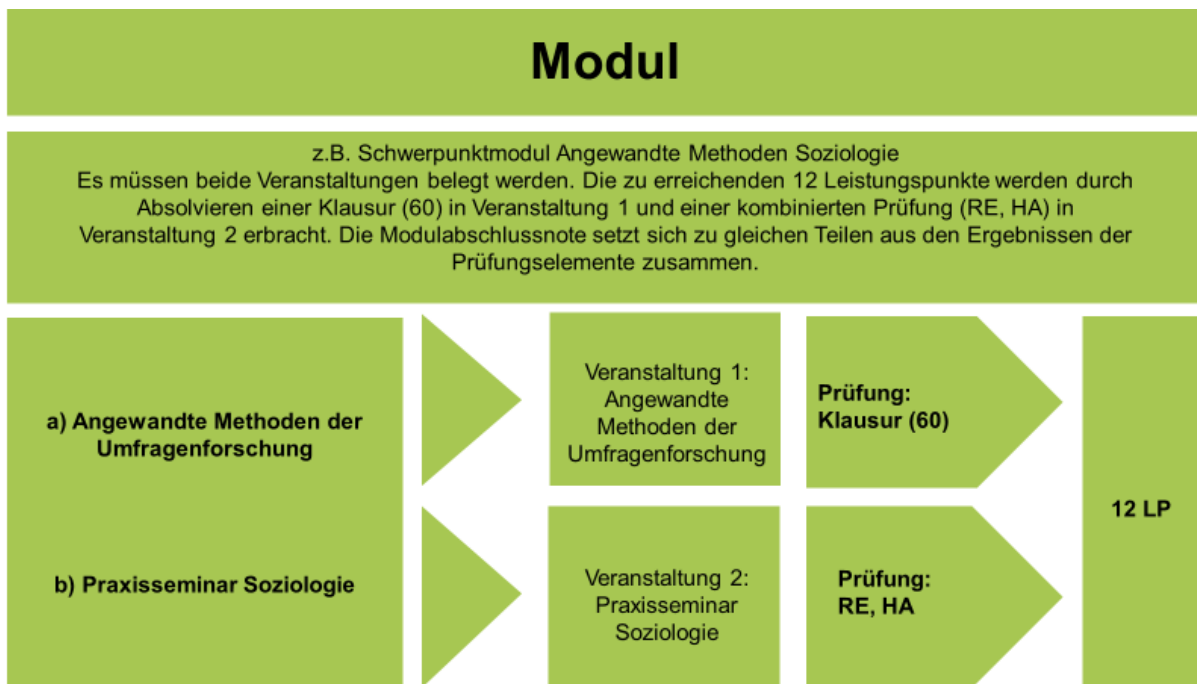 Modul
z.B. Schwerpunktmodul Angewandte Methoden Soziologie
Es müssen beide Veranstaltungen belegt werden. Die zu erreichenden 12 Leistungspunkte werden durch
Absolvieren einer Klausur (60) in Veranstaltung 1 und einer kombinierten Prüfung (RE, HA) in
Veranstaltung 2 erbracht. Die Modulabschlussnote setzt sich zu gleichen Teilen aus den Ergebnissen der
Prüfungselemente zusammen.
a) Angewandte Methoden der
Umfragenforschung
Veranstaltung 1:
Angewandte
Methoden der
Umfragenforschung
Prüfung:
Klausur (60)
12 LP
b) Praxisseminar Soziologie
Veranstaltung 2:
Praxisseminar
Soziologie
Prüfung:
RE, HA